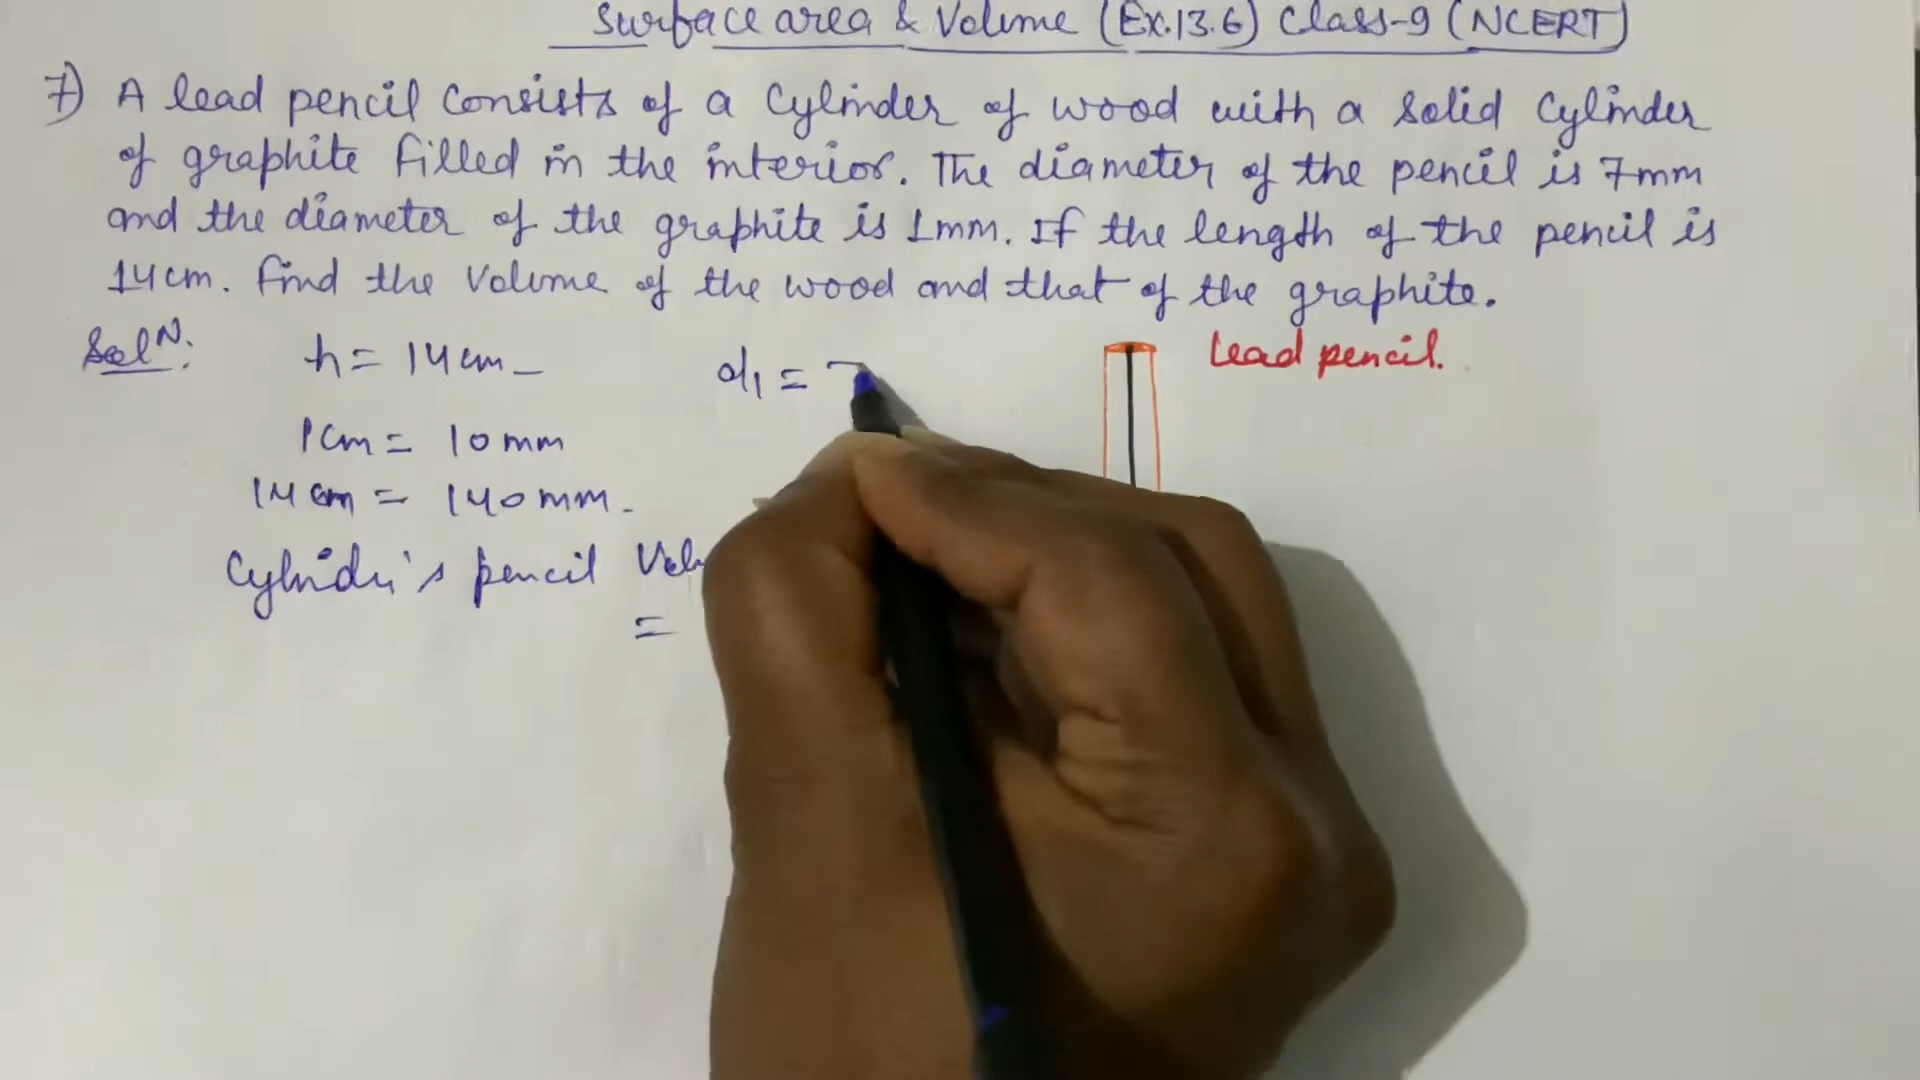 Surface area & Volume (Ex.13.6) Class-9 (NCERT)
7) A lead pencil consists of a cylinder of wood with a solid cylinder
of graphite filled in the interior. The diameter of the pencil is 7mm
and the diameter of the graphite is 1mm. If the length of the pencil is
14cm. find the volume of the wood and that of the graphite.
Solⁿ: h = 14cm d₁ = 7 Lead pencil.
1cm = 10mm
14cm = 140mm.
pencil
=